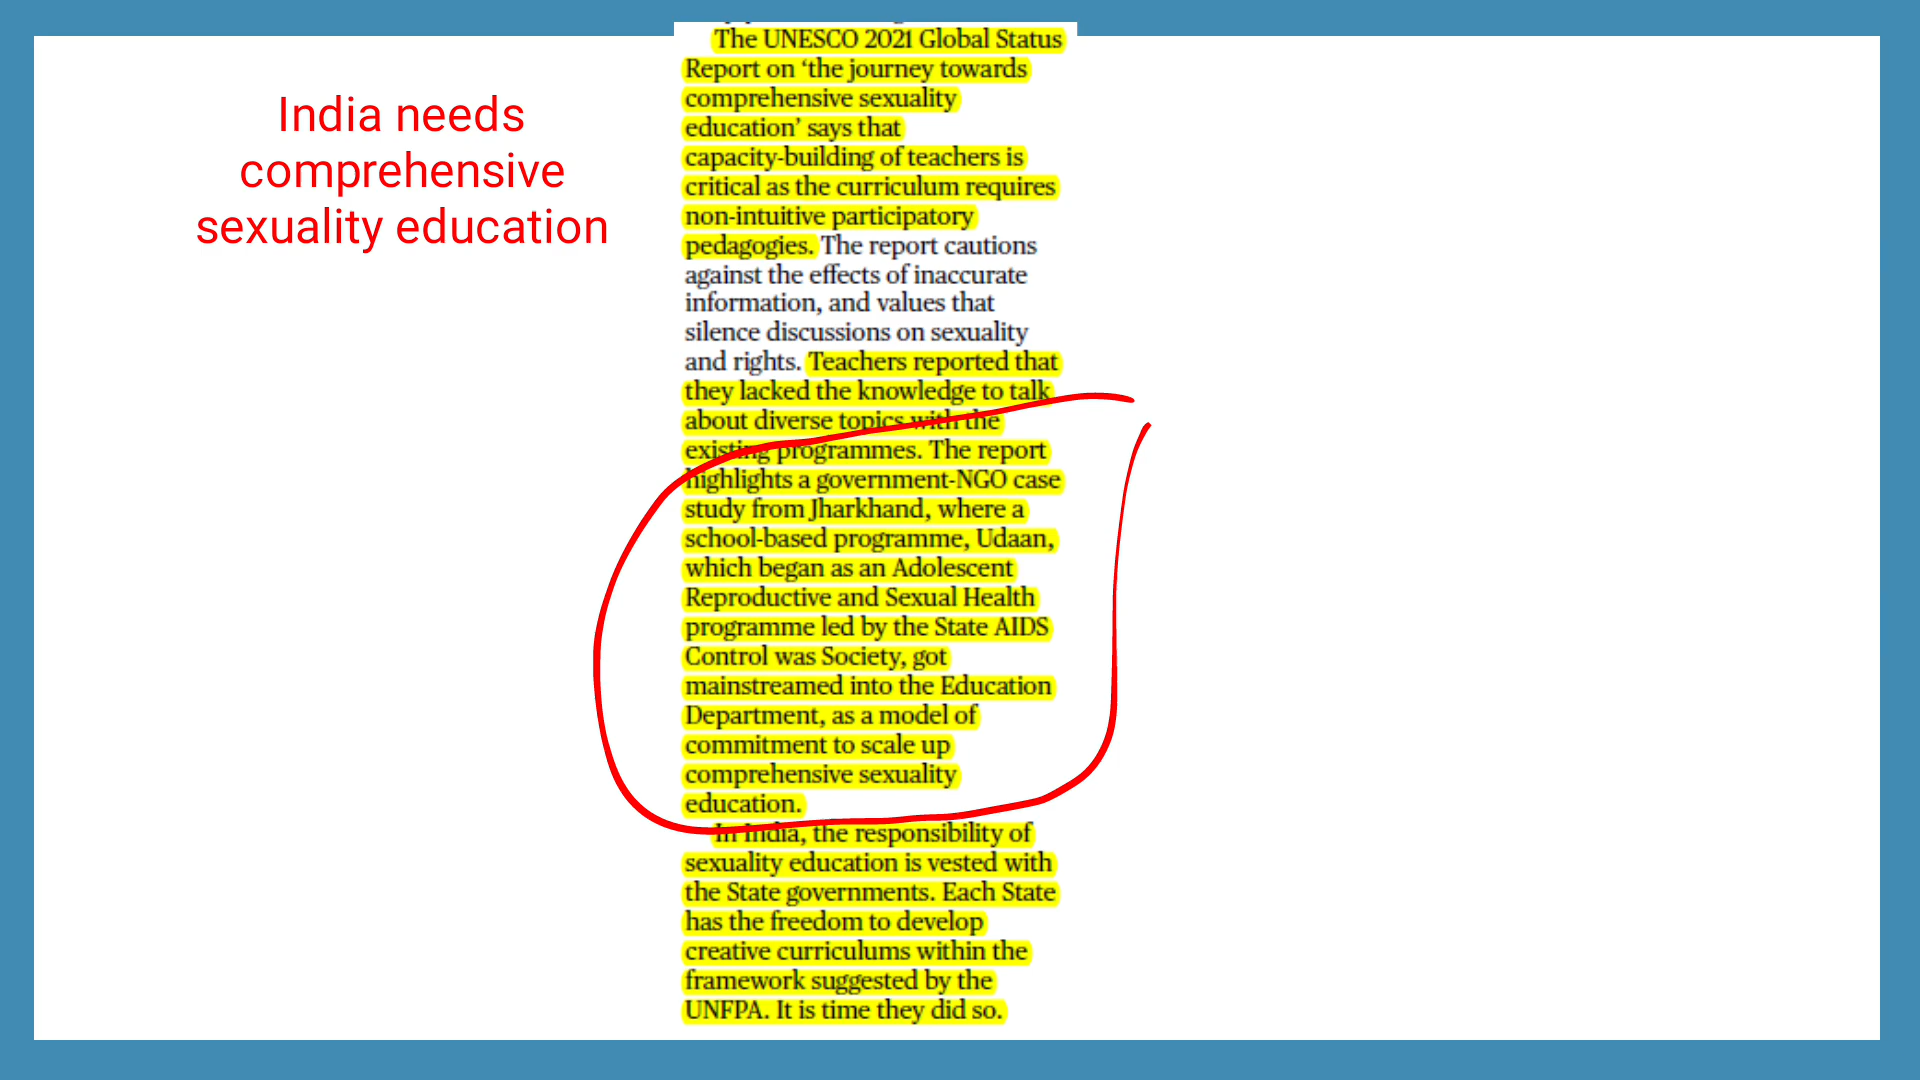 India needs
comprehensive
sexuality education
The UNESCO 2021 Global Status
Report on ‘the journey towards
comprehensive sexuality
education’ says that
capacity-building of teachers is
critical as the curriculum requires
non-intuitive participatory
pedagogies. The report cautions
against the effects of inaccurate
information, and values that
silence discussions on sexuality
and rights. Teachers reported that
they lacked the knowledge to talk
about diverse topics with the
existing programmes. The report
highlights a government-NGO case
study from Jharkhand, where a
school-based programme, Udaan,
which began as an Adolescent
Reproductive and Sexual Health
programme led by the State AIDS
Control was Society, got
mainstreamed into the Education
Department, as a model of
commitment to scale up
comprehensive sexuality
education.
In India, the responsibility of
sexuality education is vested with
the State governments. Each State
has the freedom to develop
creative curriculums within the
framework suggested by the
UNFPA. It is time they did so.